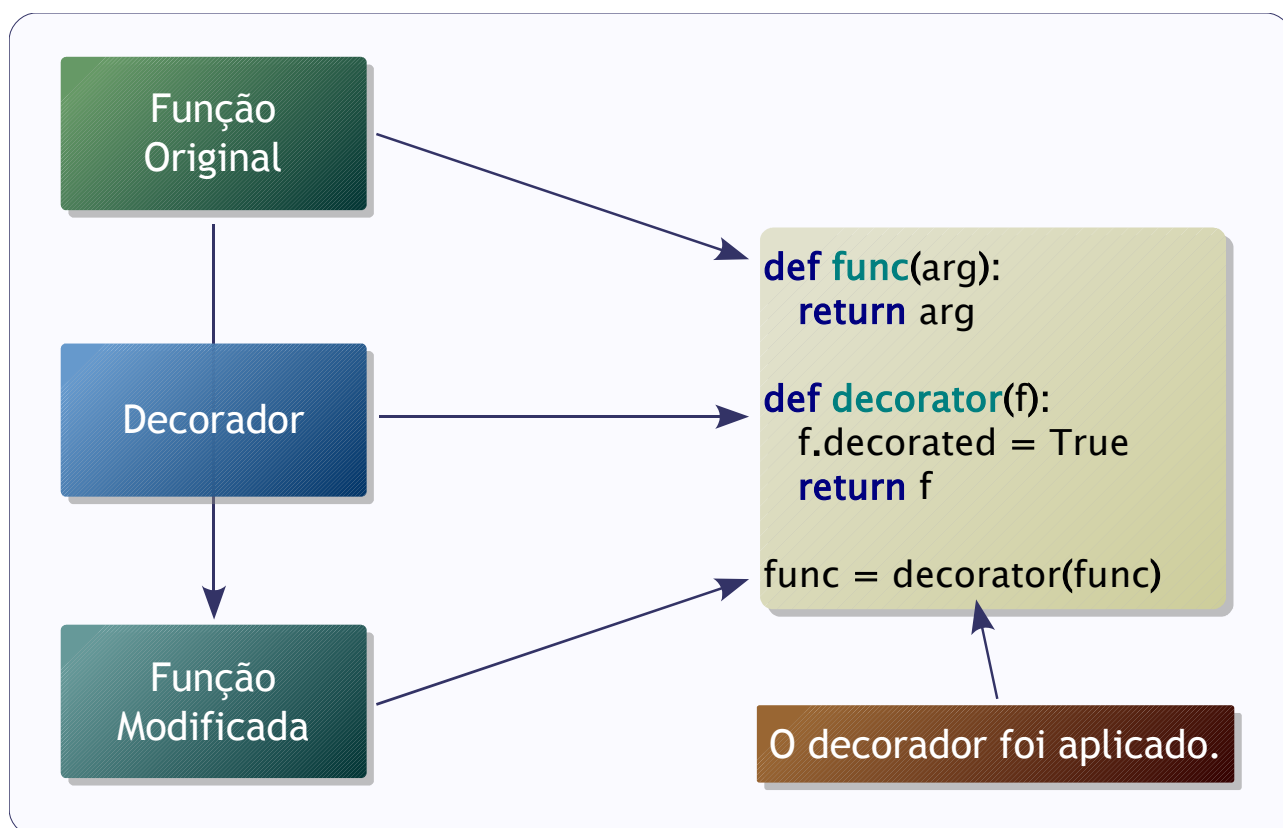 Função
Original
Decorador
Função
Modificada
def func(arg):
return arg
def decorator(f):
f.decorated = True
return f
func = decorator(func)
O decorador foi aplicado.